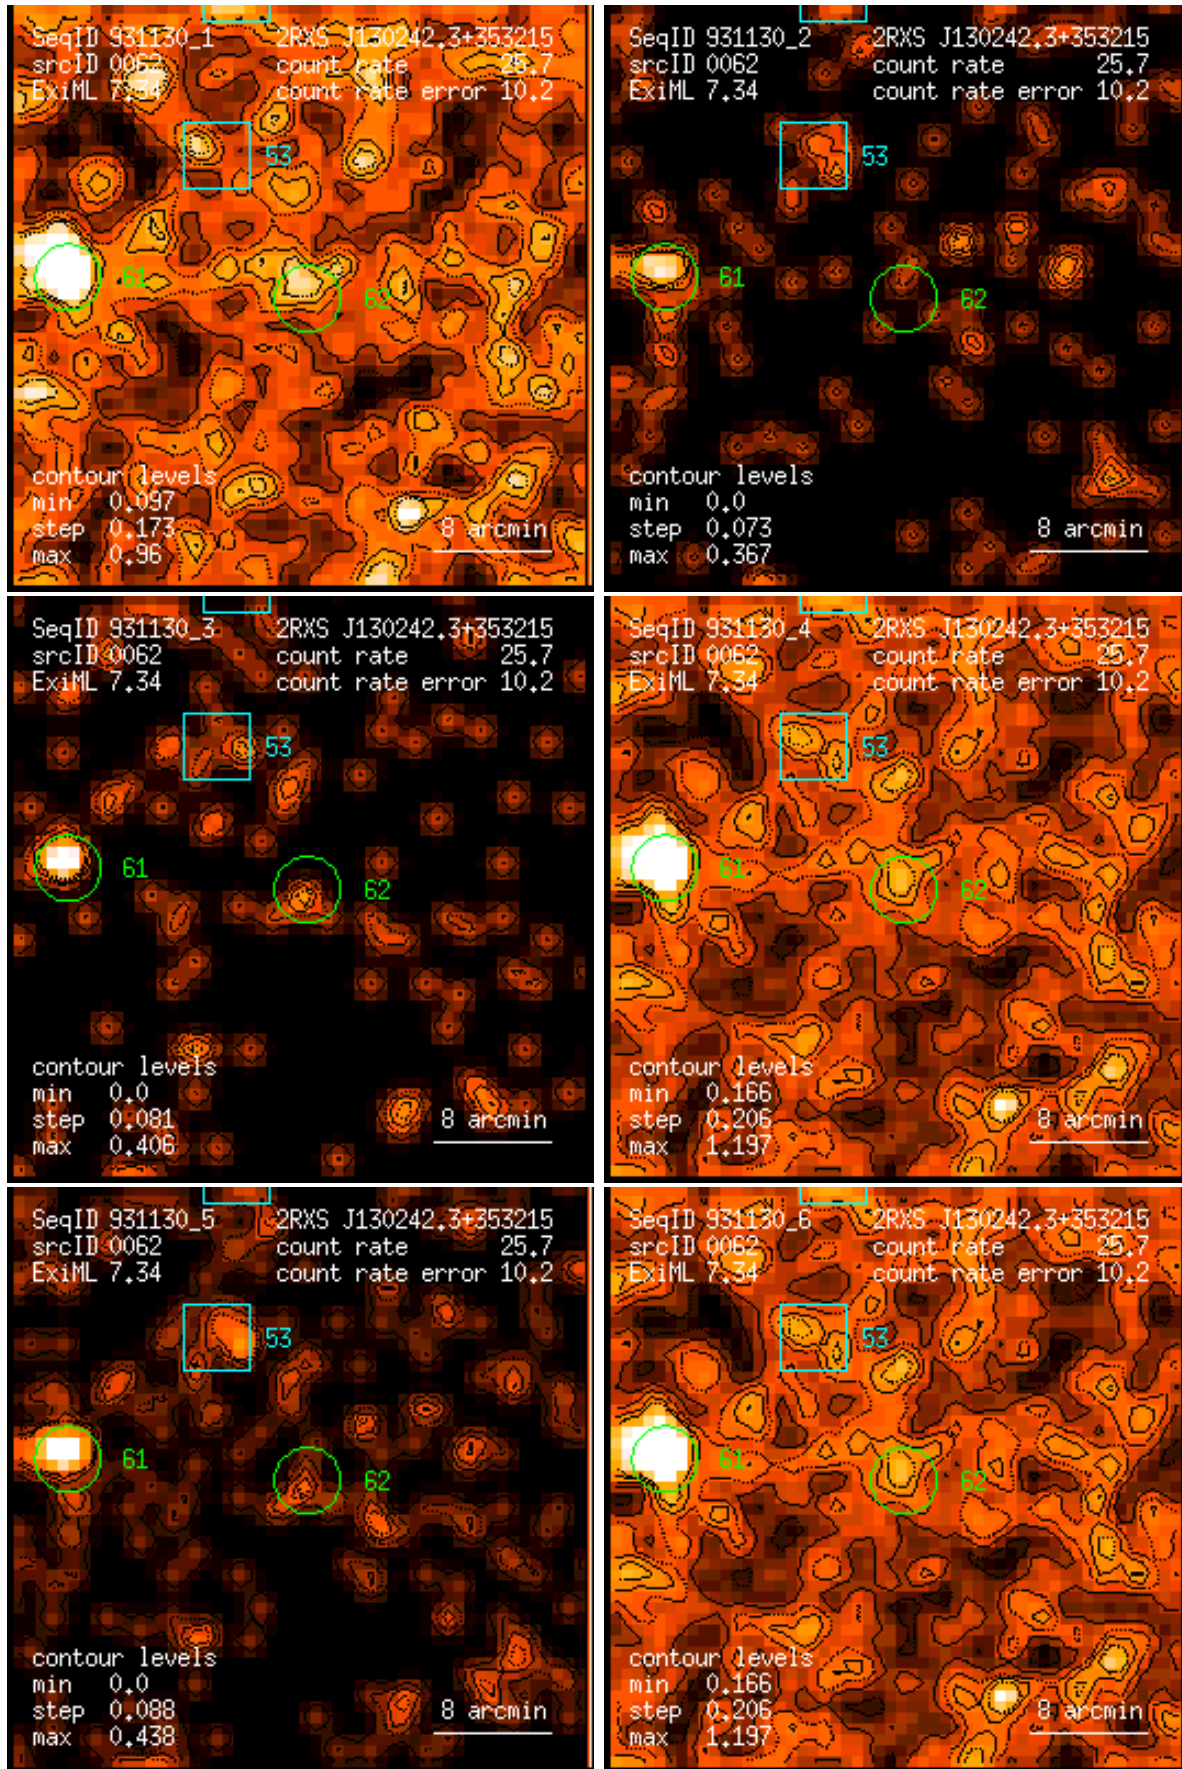 SeqID 931130_1 2RXS J130242.3+353215
srcID 0062 count rate 25.7
ExiML 7.34 count rate error 10.2
53
61
62
contour levels
min 0.097
step 0.173 8 arcmin
max 0.96
SeqID 931130_2 2RXS J130242.3+353215
srcID 0062 count rate 25.7
ExiML 7.34 count rate error 10.2
53
61
62
contour levels
min 0.0
step 0.073 8 arcmin
max 0.367
SeqID 931130_3 2RXS J130242.3+353215
srcID 0062 count rate 25.7
ExiML 7.34 count rate error 10.2
53
61
62
contour levels
min 0.0
step 0.081 8 arcmin
max 0.406
SeqID 931130_4 2RXS J130242.3+353215
srcID 0062 count rate 25.7
ExiML 7.34 count rate error 10.2
53
61
62
contour levels
min 0.166
step 0.206 8 arcmin
max 1.197
SeqID 931130_5 2RXS J130242.3+353215
srcID 0062 count rate 25.7
ExiML 7.34 count rate error 10.2
53
61
62
contour levels
min 0.0
step 0.088 8 arcmin
max 0.438
SeqID 931130_6 2RXS J130242.3+353215
srcID 0062 count rate 25.7
ExiML 7.34 count rate error 10.2
53
61
62
contour levels
min 0.166
step 0.206 8 arcmin
max 1.197